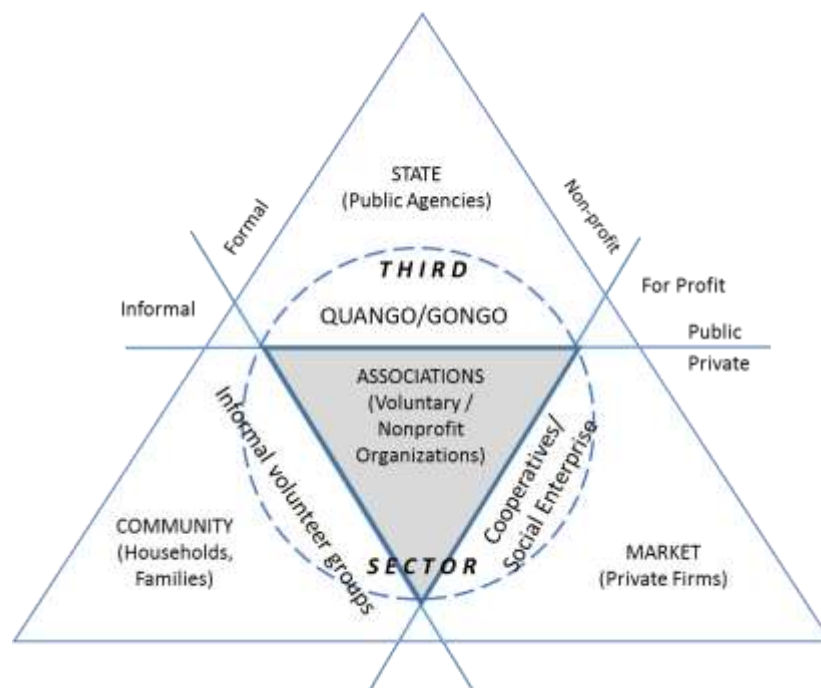 STATE
(Public Agencies)
Formal
Non-profit
THIRD
For Profit
Informal
QUANGO/GONGO
Public
Private
ASSOCIATIONS
(Voluntary /
Nonprofit
Organizations)
Informal volunteer groups
Cooperatives/
Social Enterprise
COMMUNITY
(Households,
Families)
SECTOR
MARKET
(Private Firms)